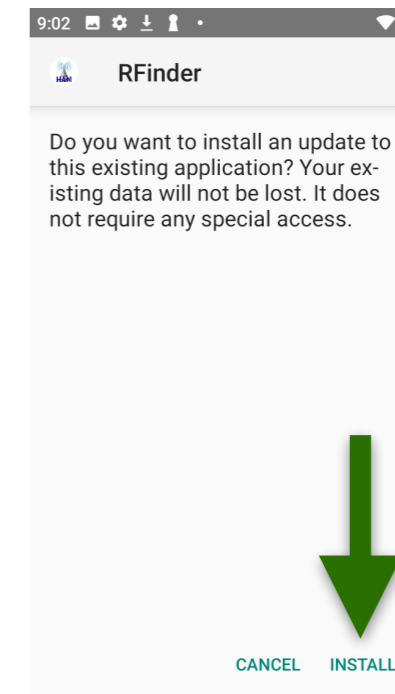 9:02
HAM
RFinder
Do you want to install an update to
this existing application? Your ex-
isting data will not be lost. It does
not require any special access.
CANCEL INSTALL